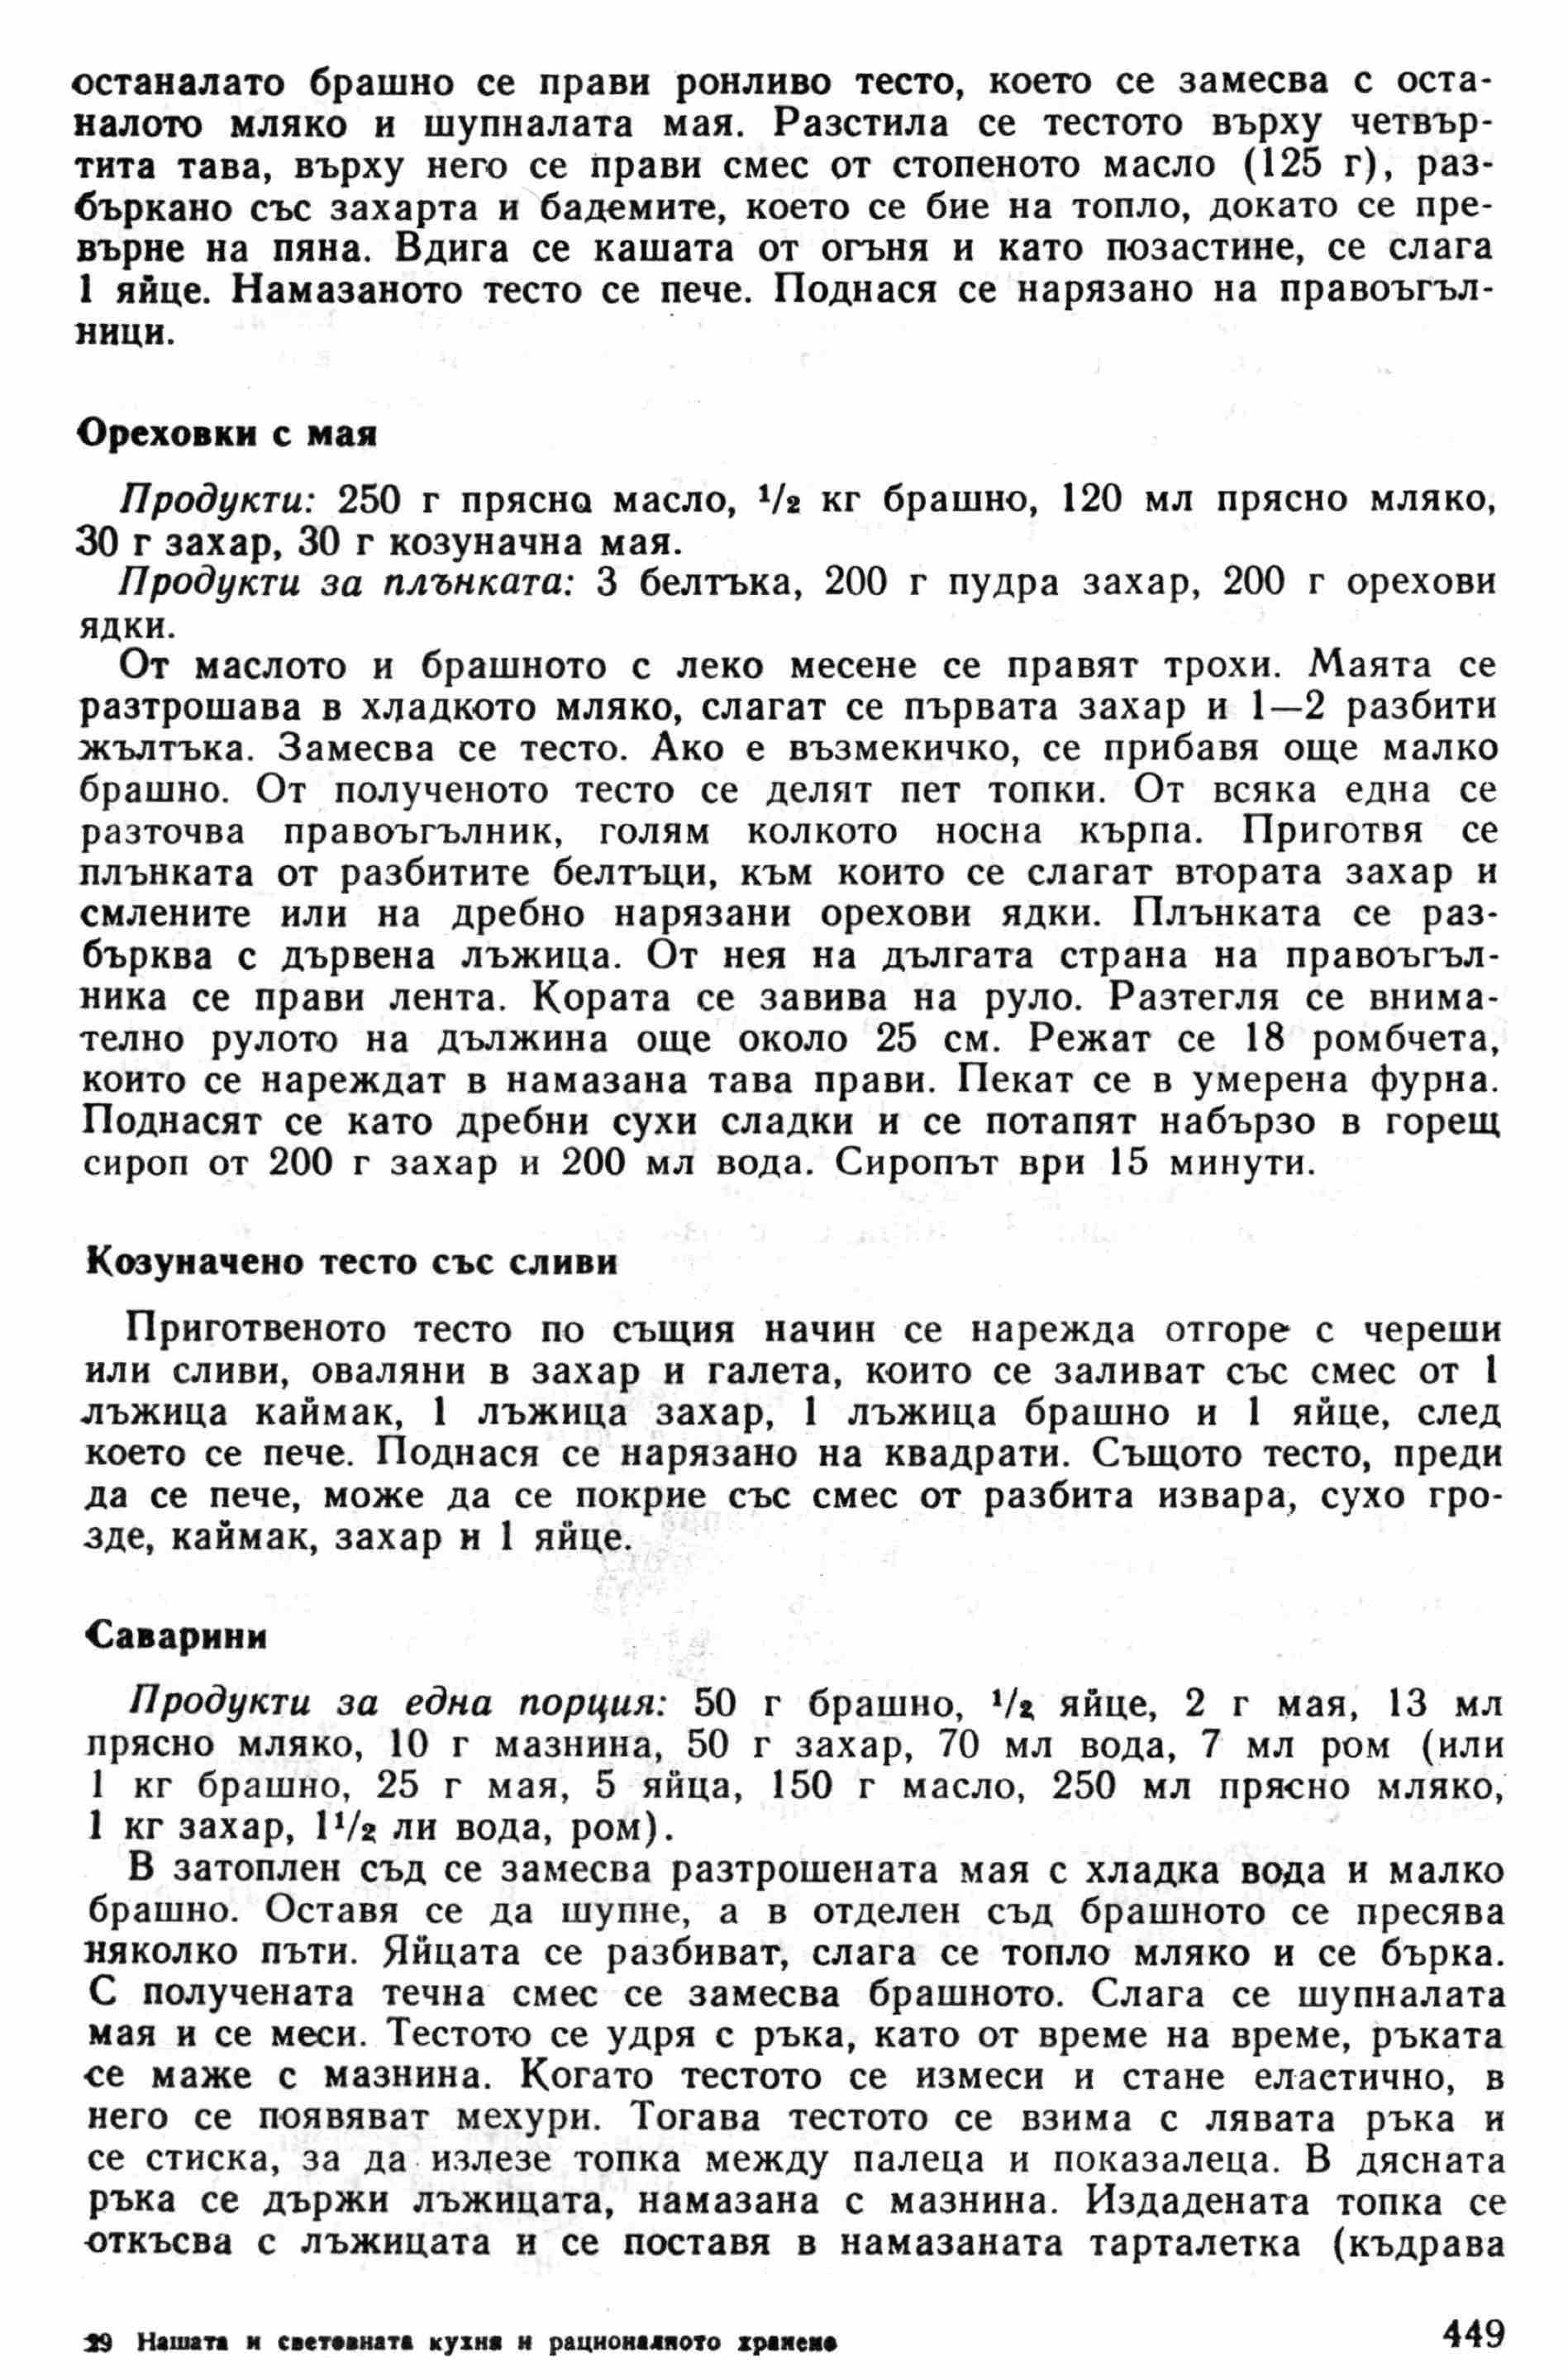 останалато брашно се прави ронливо тесто, което се замесва с оста-
налото мляко и шупналата мая. Разстила се тестото върху четвър-
тита тава, върху него се прави смес от стопеното масло (125 г), раз-
бъркано със захарта и бадемите, което се бие на топло, докато се пре-
върне на пяна. Вдига се кашата от огъня и като позастине, се слага
1 яйце. Намазаното тесто се пече. Поднася се нарязано на правоъгъл-
ници.
Ореховки с мая
Продукти: 250 г прясно масло, 1/2 кг брашно, 120 мл прясно мляко,
30 г захар, 30 г козуначна мая.
Продукти за плънката: 3 белтъка, 200 г пудра захар, 200 г орехови
ядки.
От маслото и брашното с леко месене се правят трохи. Маята се
разтрошава в хладкото мляко, слагат се първата захар и 1—2 разбити
жълтъка. Замесва се тесто. Ако е възмекичко, се прибавя още малко
брашно. От полученото тесто се делят пет топки. От всяка една се
разточва правоъгълник, голям колкото носна кърпа. Приготвя се
плънката от разбитите белтъци, към които се слагат втората захар и
смлените или на дребно нарязани орехови ядки. Плънката се раз-
бърква с дървена лъжица. От нея на дългата страна на правоъгъл-
ника се прави лента. Кората се завива на руло. Разтегля се внима-
телно рулото на дължина още около 25 см. Режат се 18 ромбчета,
които се нареждат в намазана тава прави. Пекат се в умерена фурна.
Поднасят се като дребни сухи сладки и се потапят набързо в горещ
сироп от 200 г захар и 200 мл вода. Сиропът ври 15 минути.
Козуначено тесто със сливи
Приготвеното тесто по същия начин се нарежда отгоре с череши
или сливи, оваляни в захар и галета, които се заливат със смес от 1
лъжица каймак, 1 лъжица захар, 1 лъжица брашно и 1 яйце, след
което се пече. Поднася се нарязано на квадрати. Същото тесто, преди
да се пече, може да се покрие със смес от разбита извара, сухо гро-
зде, каймак, захар и 1 яйце.
Саварини
Продукти за една порция: 50 г брашно, 1/2 яйце, 2 г мая, 13 мл
прясно мляко, 10 г мазнина, 50 г захар, 70 мл вода, 7 мл ром (или
1 кг брашно, 25 г мая, 5 яйца, 150 г масло, 250 мл прясно мляко,
1 кг захар, 1 1/2 ли вода, ром).
В затоплен съд се замесва разтрошената мая с хладка вода и малко
брашно. Оставя се да шупне, а в отделен съд брашното се пресява
няколко пъти. Яйцата се разбиват, слага се топло мляко и се бърка.
С получената течна смес се замесва брашното. Слага се шупналата
мая и се меси. Тестото се удря с ръка, като от време на време, ръката
се маже с мазнина. Когато тестото се измеси и стане еластично, в
него се появяват мехури. Тогава тестото се взима с лявата ръка и
се стиска, за да излезе топка между палеца и показалеца. В дясната
ръка се държи лъжицата, намазана с мазнина. Издадената топка се
откъсва с лъжицата и се поставя в намазаната тарталетка (къдрава
29 Нашата и световната кухня и рационалното хранене
449